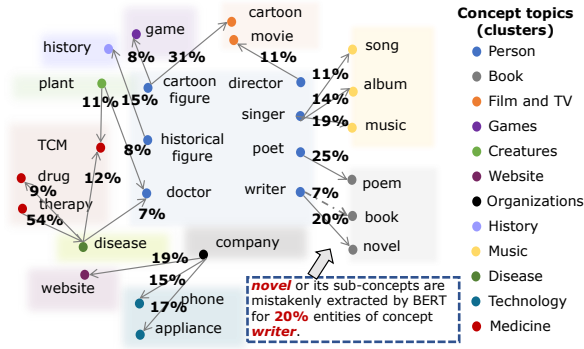 cartoon
movie
game
8%
31%
11%
history
plant
11%
15%
cartoon
figure
director
singer
11%
14%
19%
song
album
music
TCM
drug
9%
therapy
54%
12%
8%
historical
figure
doctor
7%
poet
25%
writer
7%
20%
poem
book
novel
disease
company
19%
15%
17%
website
phone
appliance
novel or its sub-concepts are
mistakenly extracted by BERT
for 20% entities of concept
writer.
Concept topics
(clusters)
Person
Book
Film and TV
Games
Creatures
Website
Organizations
History
Music
Disease
Technology
Medicine